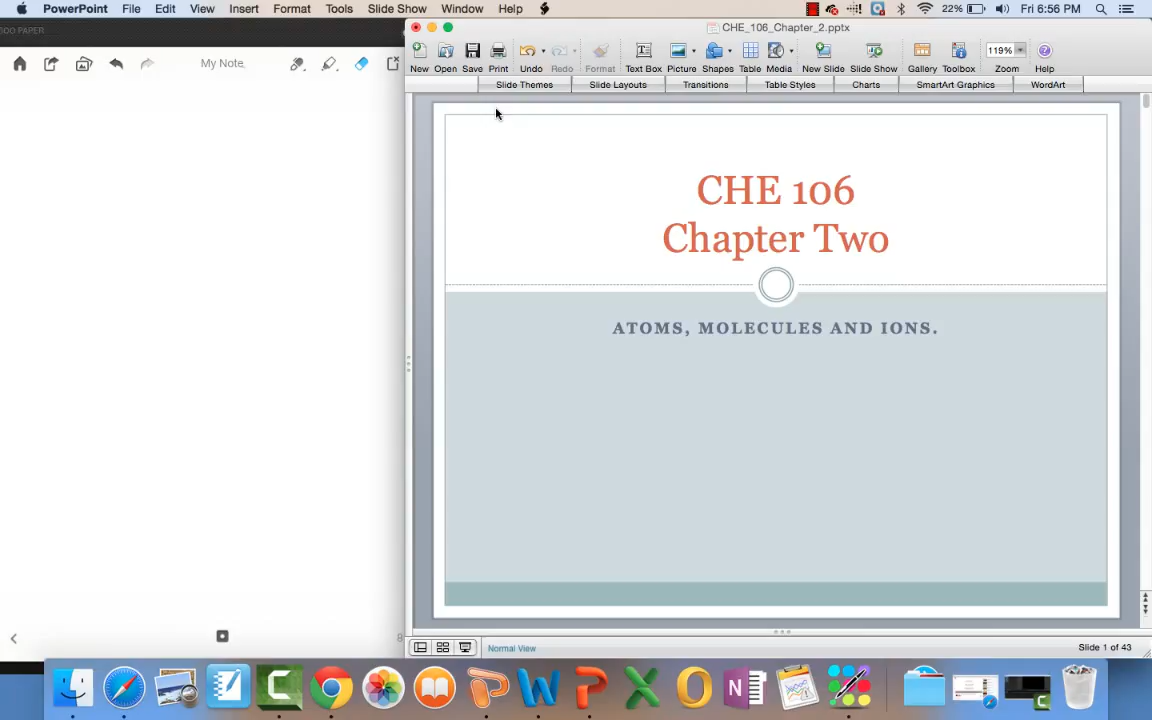 PowerPoint File Edit View Insert Format Tools Slide Show Window Help 22% Fri 6:56 PM
PAPER
My Note
CHE_106_Chapter_2.pptx
New Open Save Print Undo Redo Format Text Box Picture Shapes Table Media New Slide Slide Show Gallery Toolbox 119% Zoom Help
Slide Themes Slide Layouts Transitions Table Styles Charts SmartArt Graphics WordArt
CHE 106
Chapter Two
ATOMS, MOLECULES AND IONS.
Normal View Slide 1 of 43